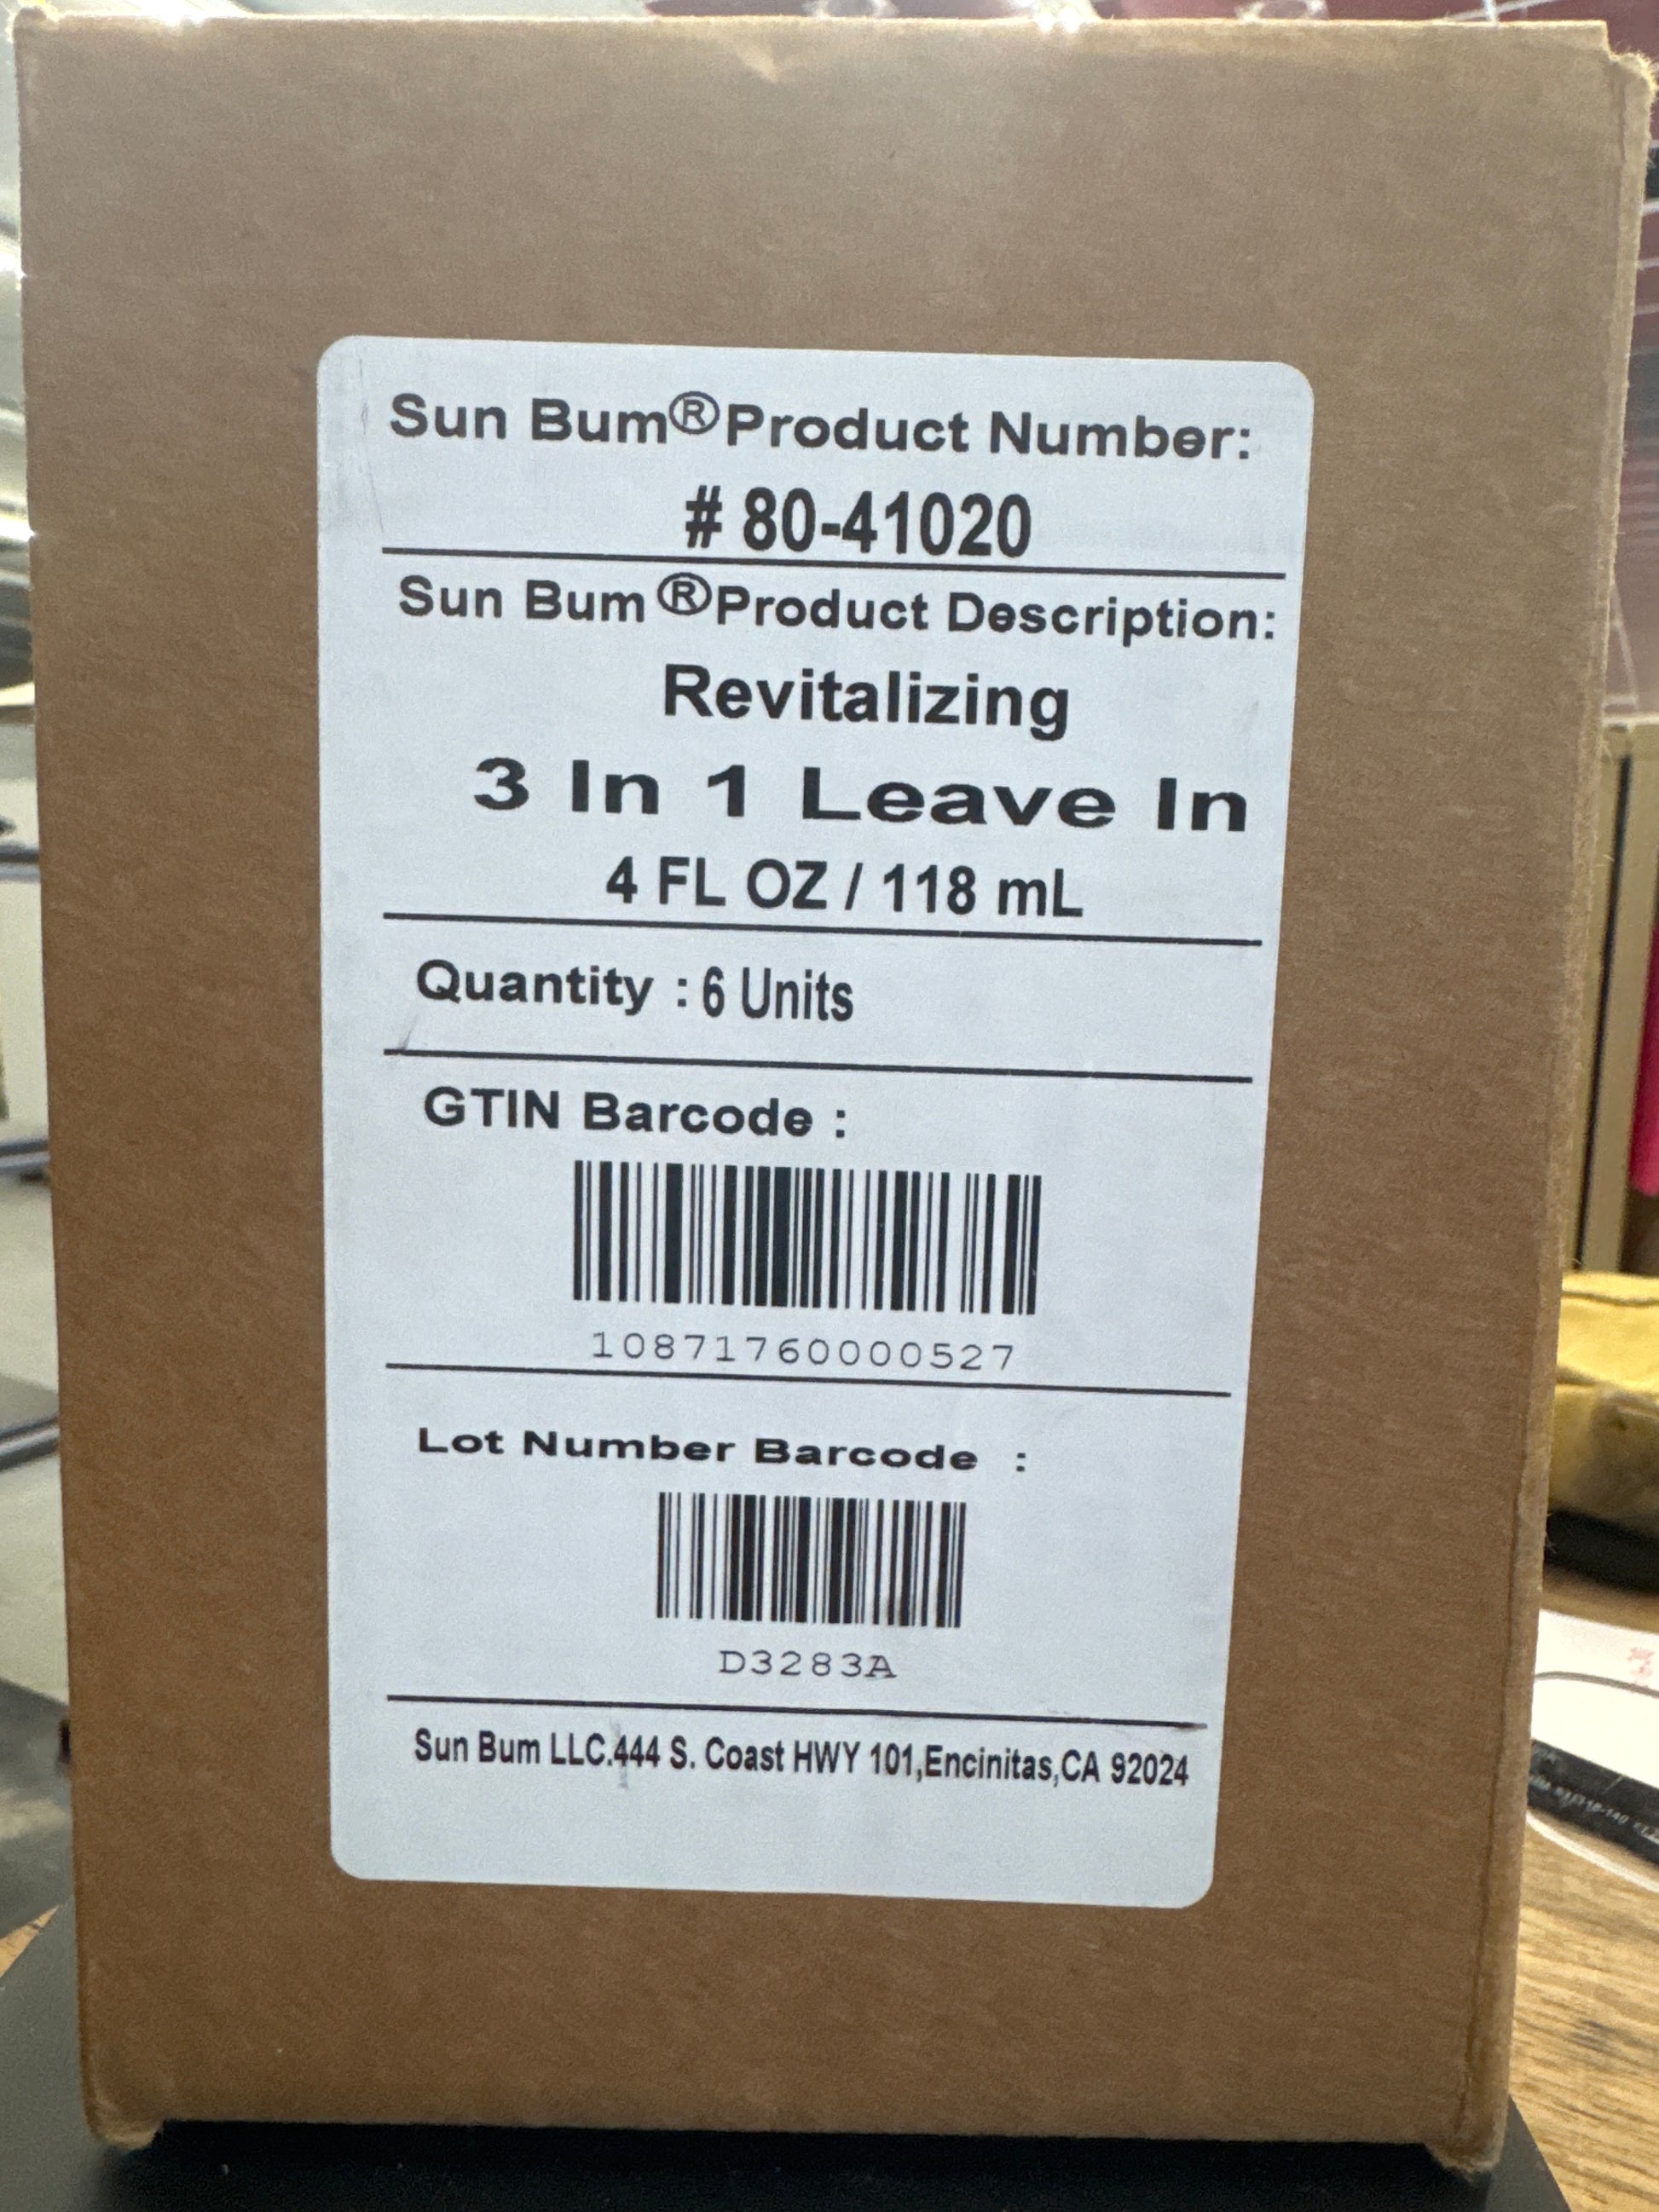 Sun Bum®Product Number:
# 80-41020
Sun Bum ®Product Description:
Revitalizing
3 In 1 Leave In
4 FL OZ / 118 mL
Quantity : 6 Units
GTIN Barcode :
10871760000527
Lot Number Barcode :
D3283A
Sun Bum LLC.444 S. Coast HWY 101,Encinitas,CA 92024